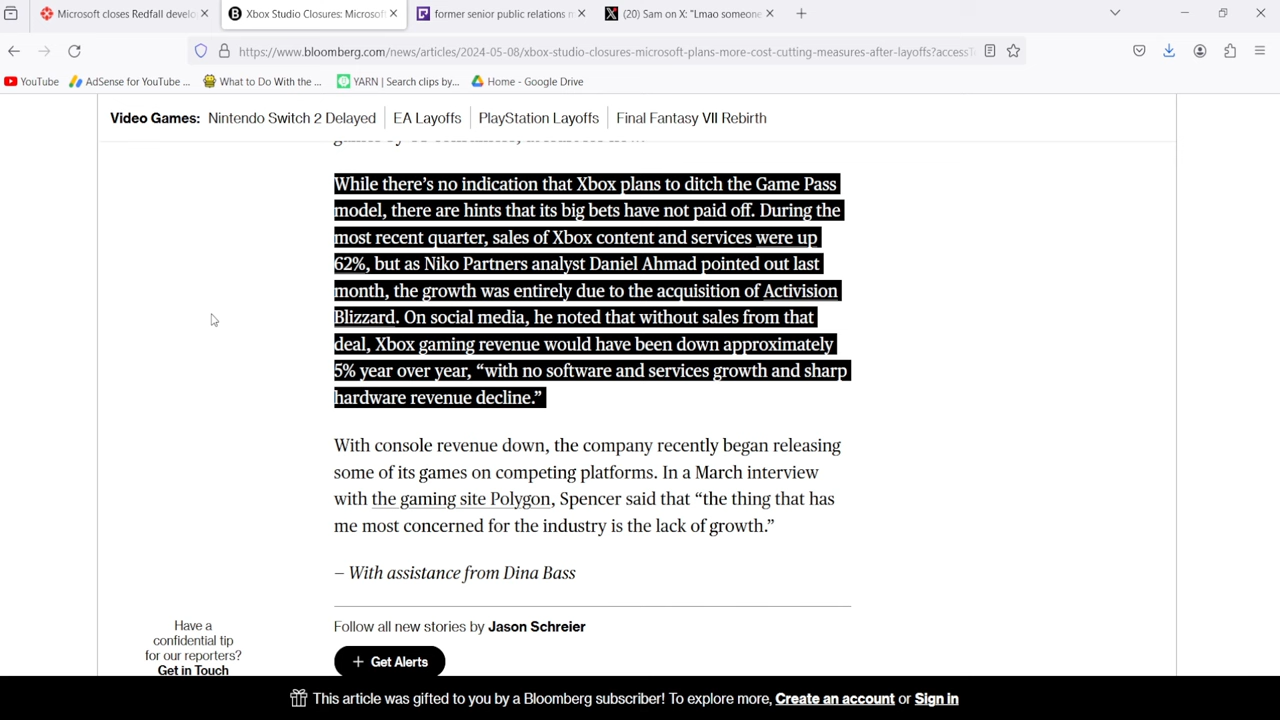 Microsoft closes Redfall develo
Xbox Studio Closures: Microsoft
former senior public relations m
(20) Sam on X: "Lmao someone
https://www.bloomberg.com/news/articles/2024-05-08/xbox-studio-closures-microsoft-plans-more-cost-cutting-measures-after-layoffs?accessT
YouTube
AdSense for YouTube ...
What to Do With the ...
YARN | Search clips by...
Home - Google Drive
Video Games: Nintendo Switch 2 Delayed EA Layoffs PlayStation Layoffs Final Fantasy VII Rebirth
While there's no indication that Xbox plans to ditch the Game Pass
model, there are hints that its big bets have not paid off. During the
most recent quarter, sales of Xbox content and services were up
62%, but as Niko Partners analyst Daniel Ahmad pointed out last
month, the growth was entirely due to the acquisition of Activision
Blizzard. On social media, he noted that without sales from that
deal, Xbox gaming revenue would have been down approximately
5% year over year, “with no software and services growth and sharp
hardware revenue decline.”
With console revenue down, the company recently began releasing
some of its games on competing platforms. In a March interview
with the gaming site Polygon, Spencer said that “the thing that has
me most concerned for the industry is the lack of growth.”
– With assistance from Dina Bass
Follow all new stories by Jason Schreier
+ Get Alerts
Have a
confidential tip
for our reporters?
Get in Touch
This article was gifted to you by a Bloomberg subscriber! To explore more, Create an account or Sign in